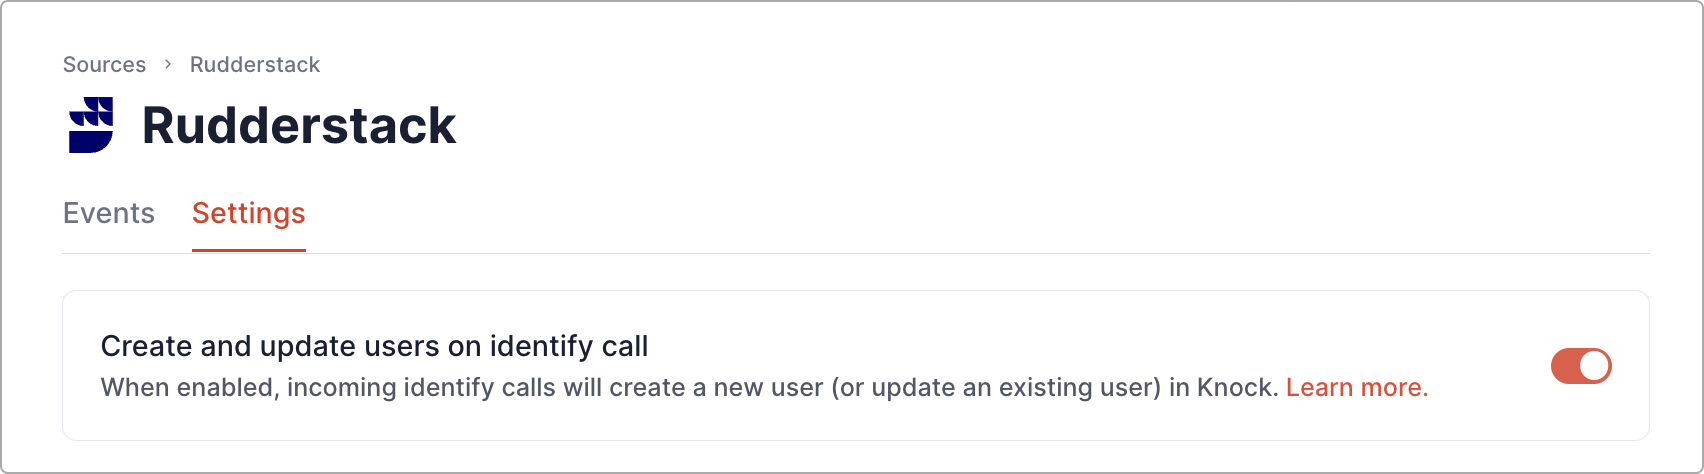 Sources > Rudderstack
Rudderstack
Events Settings
Create and update users on identify call
When enabled, incoming identify calls will create a new user (or update an existing user) in Knock. Learn more.